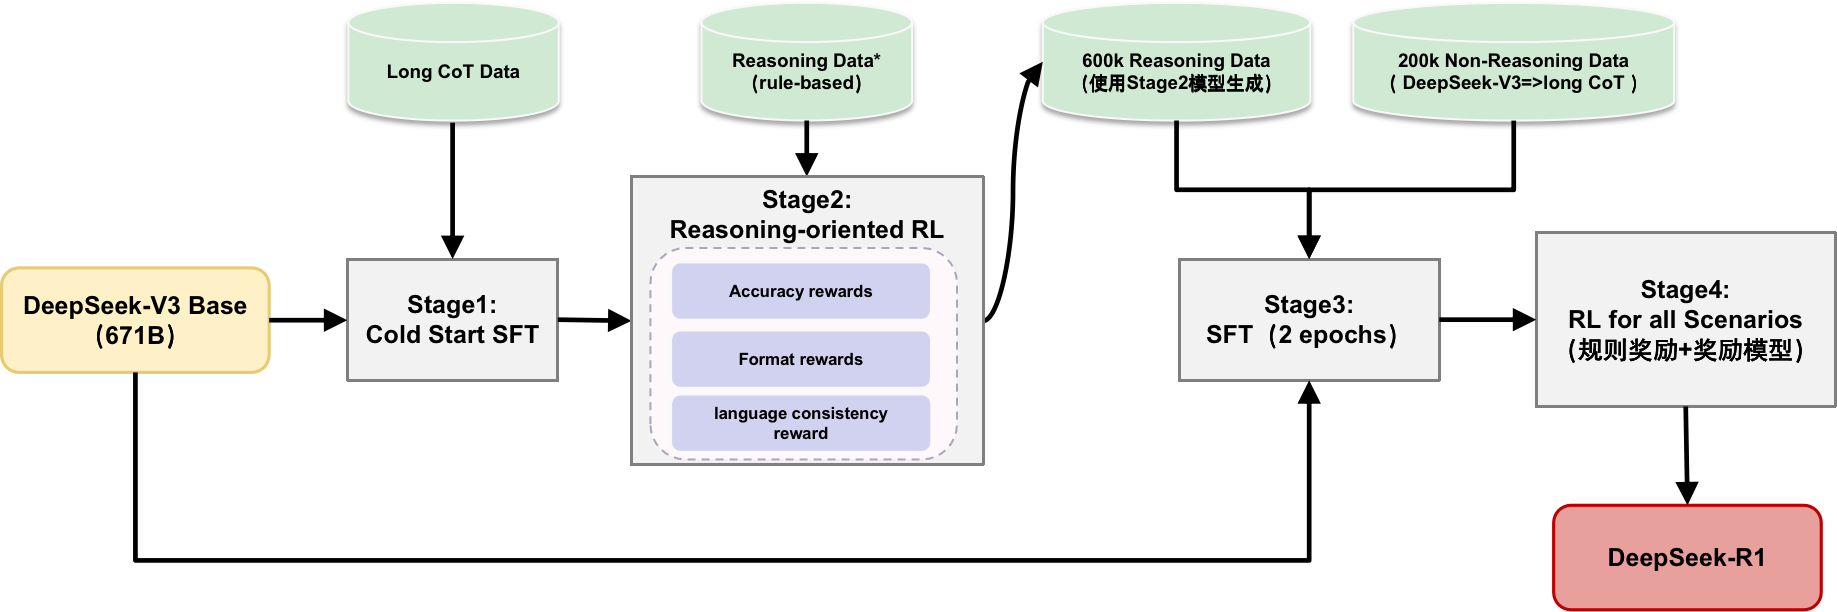 Long CoT Data
Reasoning Data*
(rule-based)
600k Reasoning Data
(使用Stage2模型生成)
200k Non-Reasoning Data
( DeepSeek-V3=>long CoT )
Stage2:
Reasoning-oriented RL
Accuracy rewards
Format rewards
language consistency
reward
DeepSeek-V3 Base
(671B)
Stage1:
Cold Start SFT
Stage3:
SFT (2 epochs)
Stage4:
RL for all Scenarios
(规则奖励+奖励模型)
DeepSeek-R1